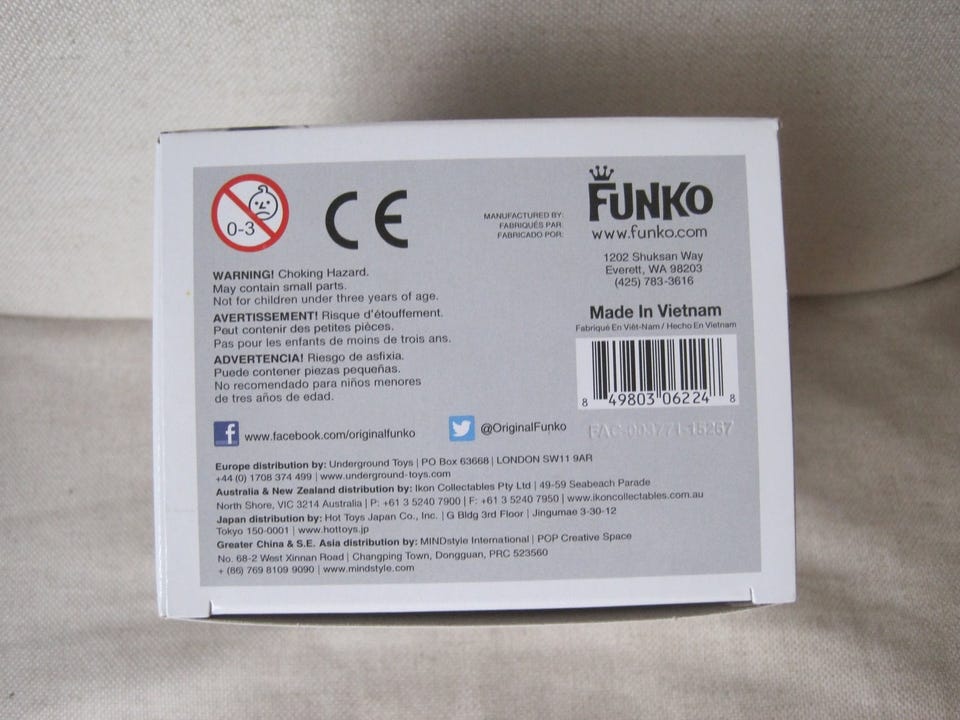 0-3
CE
WARNING! Choking Hazard.
May contain small parts.
Not for children under three years of age.
AVERTISSEMENT! Risque d'étouffement.
Peut contenir des petites pièces.
Pas pour les enfants de moins de trois ans.
ADVERTENCIA! Riesgo de asfixia.
Puede contener piezas pequeñas.
No recomendado para niños menores
de tres años de edad.
MANUFACTURED BY:
FABRIQUÉS PAR:
FABRICADO POR:
FUNKO
www.funko.com
1202 Shuksan Way
Everett, WA 98203
(425) 783-3616
Made In Vietnam
Fabriqué En Viêt-Nam / Hecho En Vietnam
8 49803 06224 8
FAC-003771-15267
f www.facebook.com/originalfunko
@OriginalFunko
Europe distribution by: Underground Toys | PO Box 63668 | LONDON SW11 9AR
+44 (0) 1708 374 499 | www.underground-toys.com
Australia & New Zealand distribution by: Ikon Collectables Pty Ltd | 49-59 Seabeach Parade
North Shore, VIC 3214 Australia | P: +61 3 5240 7900 | F: +61 3 5240 7950 | www.ikoncollectables.com.au
Japan distribution by: Hot Toys Japan Co., Inc. | G Bldg 3rd Floor | Jingumae 3-30-12
Tokyo 150-0001 | www.hottoys.jp
Greater China & S.E. Asia distribution by: MINDstyle International | POP Creative Space
No. 68-2 West Xinnan Road | Changping Town, Dongguan, PRC 523560
+ (86) 769 8109 9090 | www.mindstyle.com